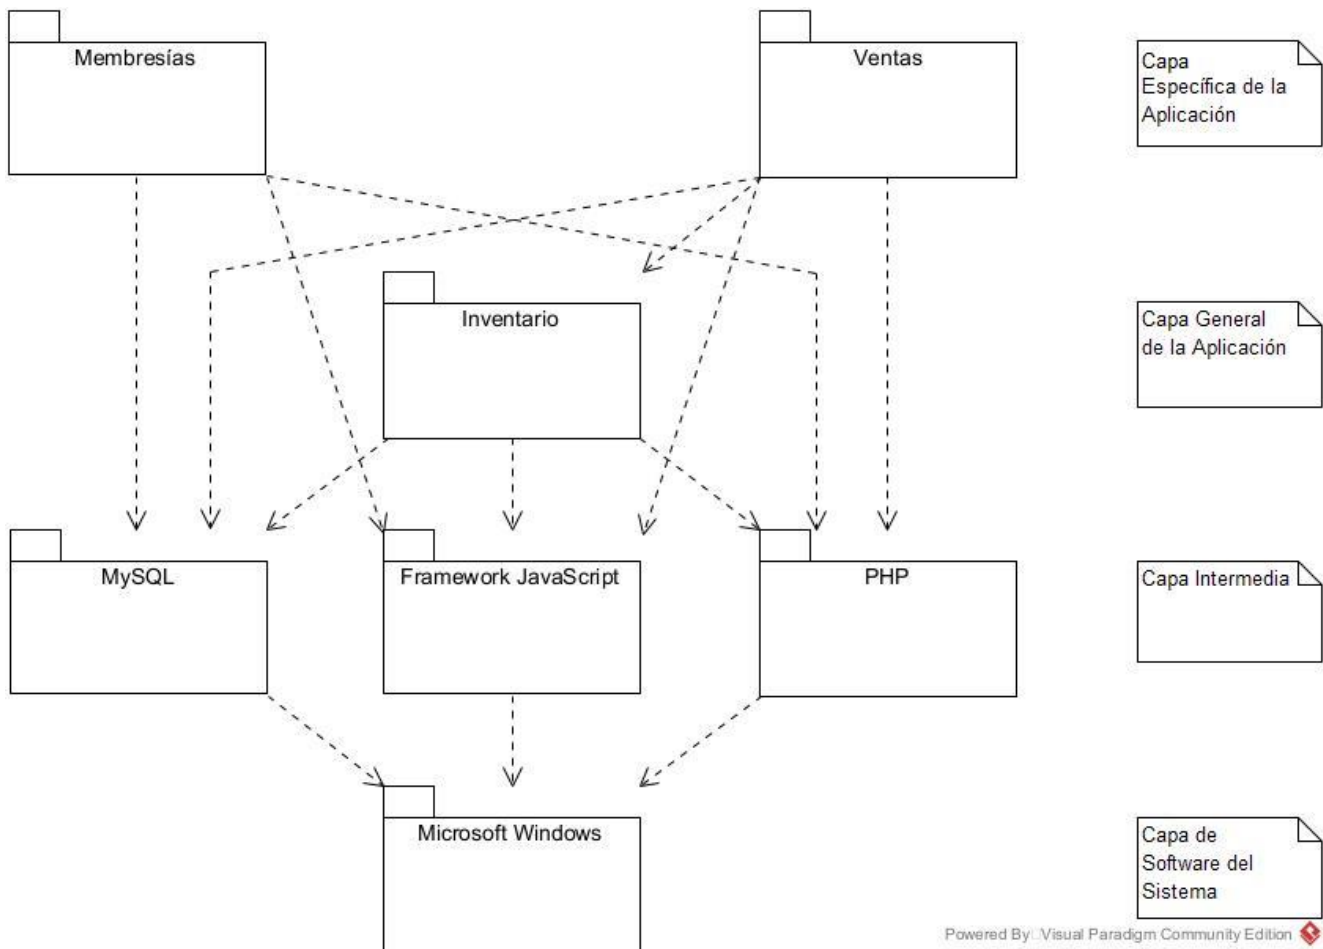 Membresías
Ventas
Capa
Específica de la
Aplicación
Inventario
Capa General
de la Aplicación
MySQL
Framework JavaScript
PHP
Capa Intermedia
Microsoft Windows
Capa de
Software del
Sistema
Powered By Visual Paradigm Community Edition